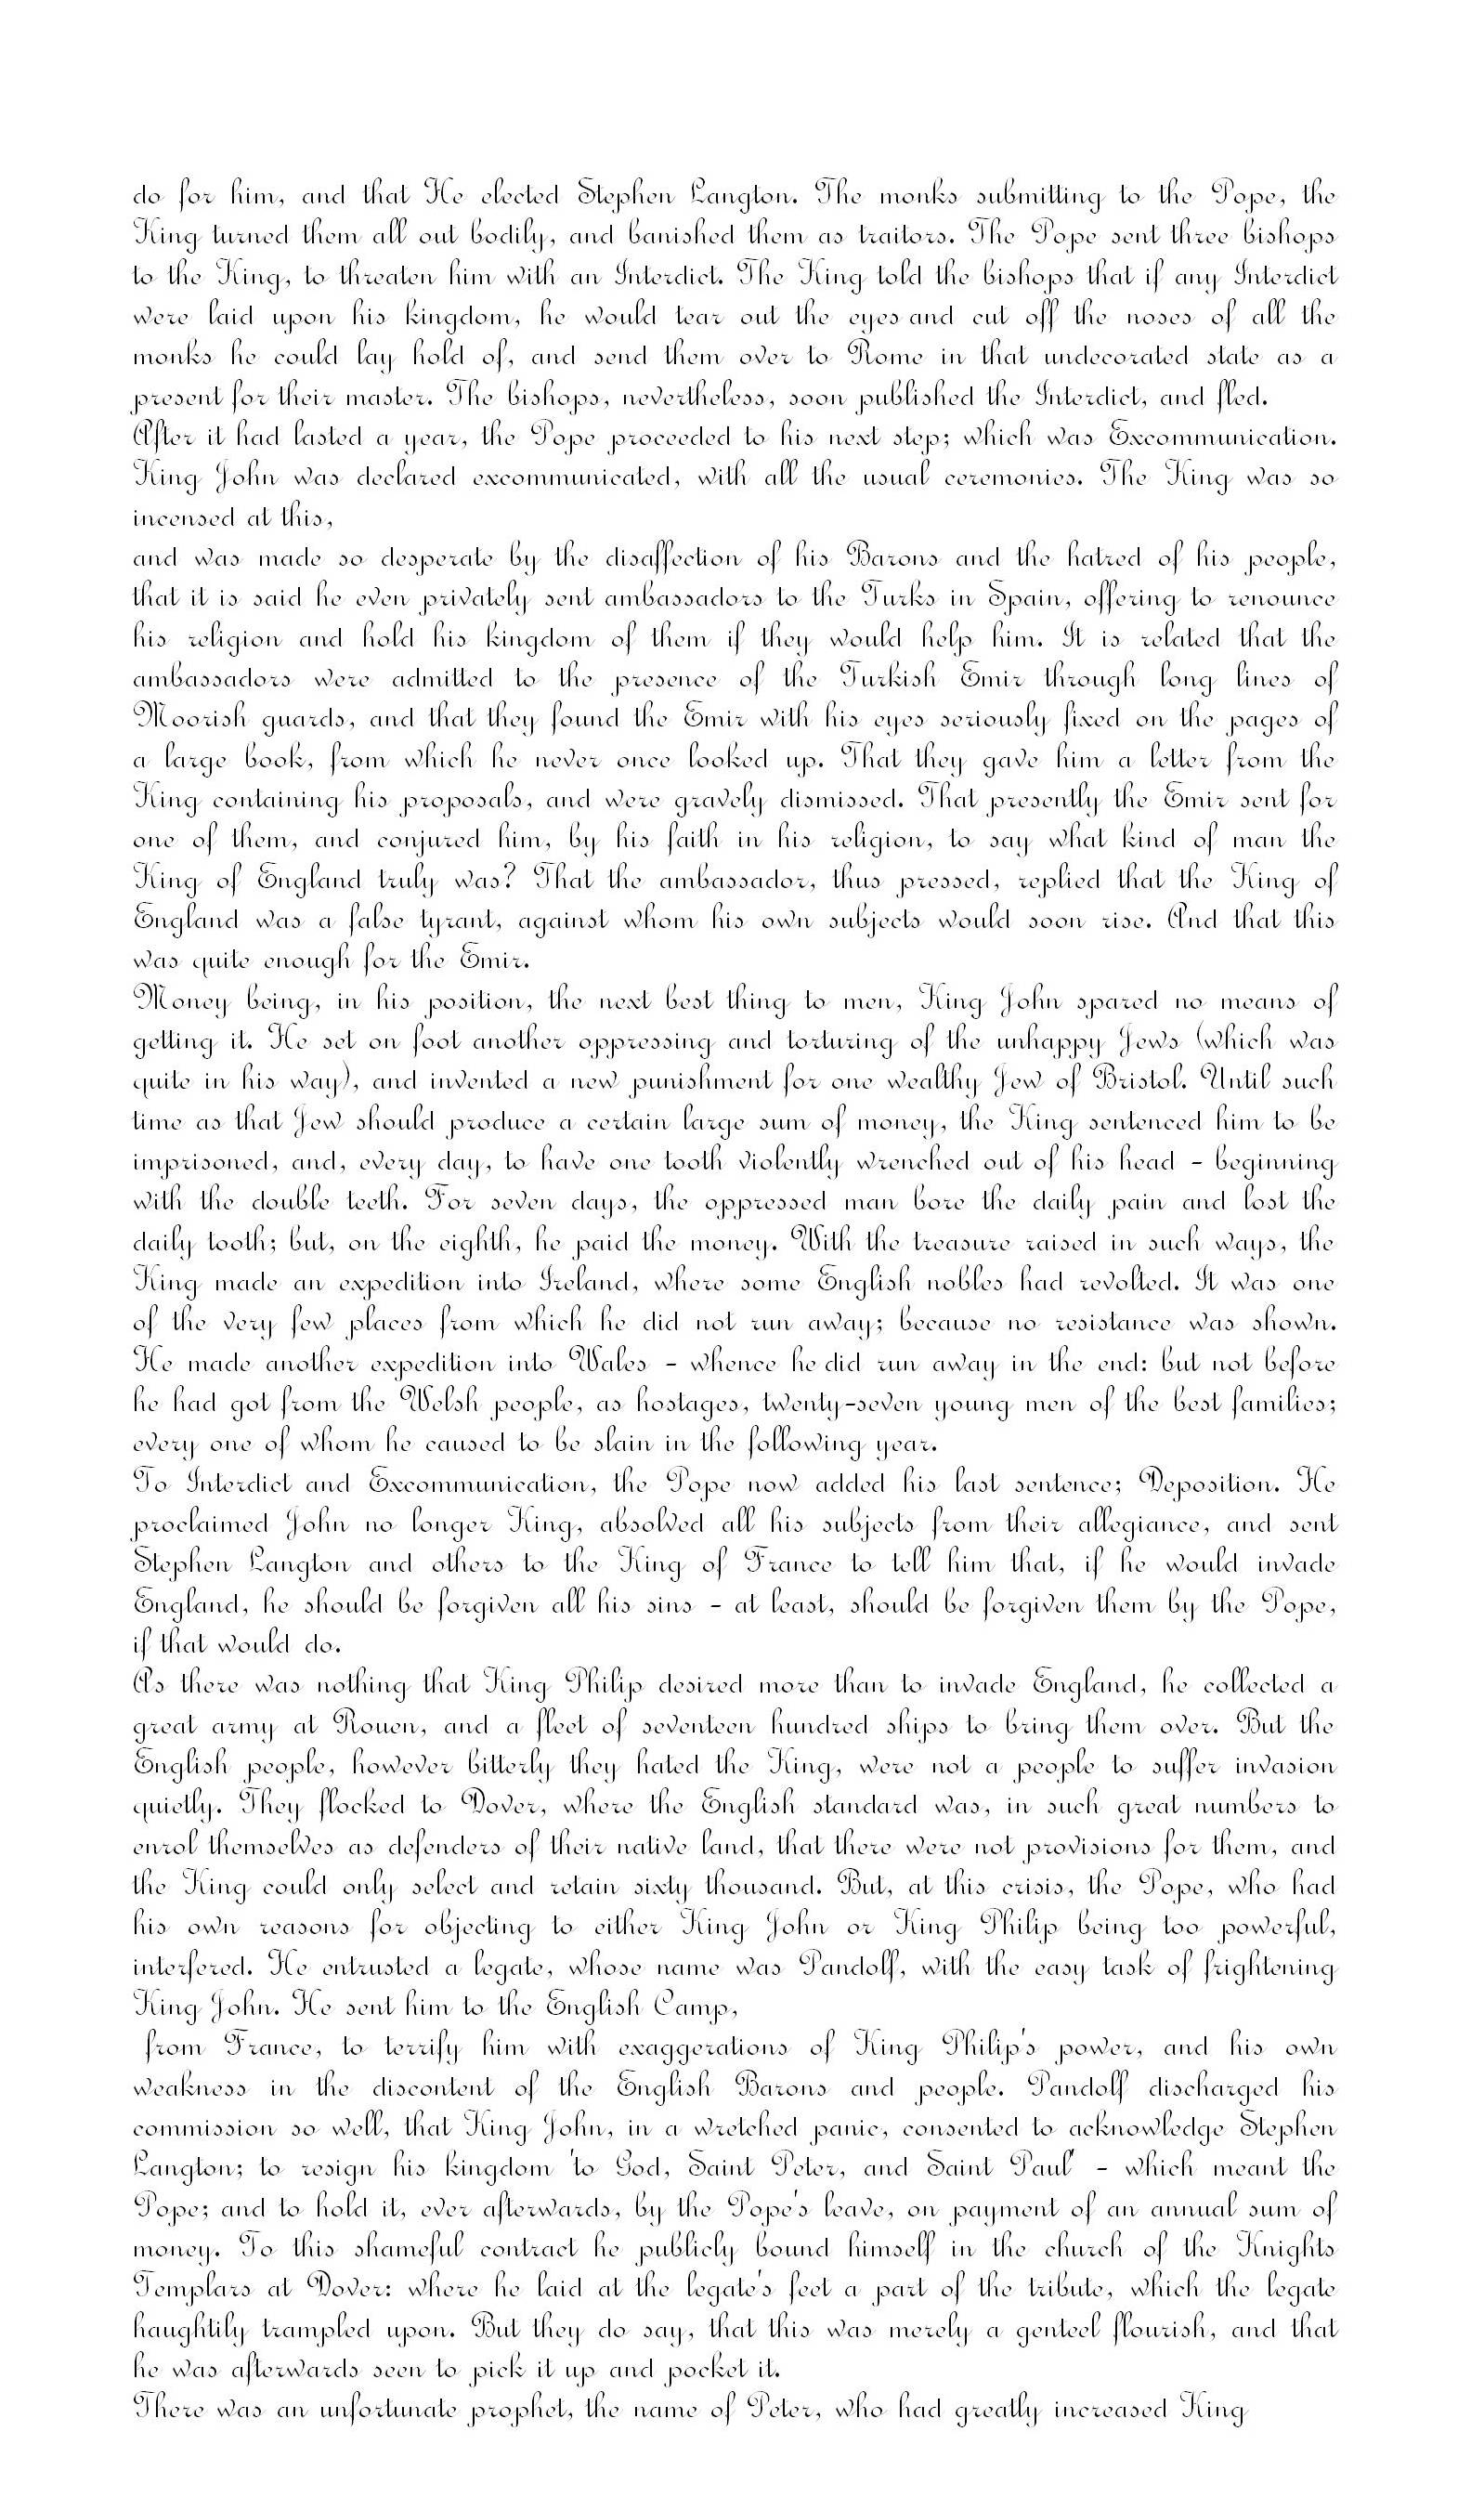 do for him, and that He elected Stephen Langton. The monks submitting to the Pope, the
King turned them all out bodily, and banished them as traitors. The Pope sent three bishops
to the King, to threaten him with an Interdict. The King told the bishops that if any Interdict
were laid upon his kingdom, he would tear out the eyes and cut off the noses of all the
monks he could lay hold of, and send them over to Rome in that undecorated state as a
present for their master. The bishops, nevertheless, soon published the Interdict, and fled.
After it had lasted a year, the Pope proceeded to his next step; which was Excommunication.
King John was declared excommunicated, with all the usual ceremonies. The King was so
incensed at this,
and was made so desperate by the disaffection of his Barons and the hatred of his people,
that it is said he even privately sent ambassadors to the Turks in Spain, offering to renounce
his religion and hold his kingdom of them if they would help him. It is related that the
ambassadors were admitted to the presence of the Turkish Emir through long lines of
Moorish guards, and that they found the Emir with his eyes seriously fixed on the pages of
a large book, from which he never once looked up. That they gave him a letter from the
King containing his proposals, and were gravely dismissed. That presently the Emir sent for
one of them, and conjured him, by his faith in his religion, to say what kind of man the
King of England truly was? That the ambassador, thus pressed, replied that the King of
England was a false tyrant, against whom his own subjects would soon rise. And that this
was quite enough for the Emir.
Money being, in his position, the next best thing to men, King John spared no means of
getting it. He set on foot another oppressing and torturing of the unhappy Jews (which was
quite in his way), and invented a new punishment for one wealthy Jew of Bristol. Until such
time as that Jew should produce a certain large sum of money, the King sentenced him to be
imprisoned, and, every day, to have one tooth violently wrenched out of his head - beginning
with the double teeth. For seven days, the oppressed man bore the daily pain and lost the
daily tooth; but, on the eighth, he paid the money. With the treasure raised in such ways, the
King made an expedition into Ireland, where some English nobles had revolted. It was one
of the very few places from which he did not run away; because no resistance was shown.
He made another expedition into Wales - whence he did run away in the end: but not before
he had got from the Welsh people, as hostages, twenty-seven young men of the best families;
every one of whom he caused to be slain in the following year.
To Interdict and Excommunication, the Pope now added his last sentence; Deposition. He
proclaimed John no longer King, absolved all his subjects from their allegiance, and sent
Stephen Langton and others to the King of France to tell him that, if he would invade
England, he should be forgiven all his sins - at least, should be forgiven them by the Pope,
if that would do.
As there was nothing that King Philip desired more than to invade England, he collected a
great army at Rouen, and a fleet of seventeen hundred ships to bring them over. But the
English people, however bitterly they hated the King, were not a people to suffer invasion
quietly. They flocked to Dover, where the English standard was, in such great numbers to
enrol themselves as defenders of their native land, that there were not provisions for them, and
the King could only select and retain sixty thousand. But, at this crisis, the Pope, who had
his own reasons for objecting to either King John or King Philip being too powerful,
interfered. He entrusted a legate, whose name was Pandolf, with the easy task of frightening
King John. He sent him to the English Camp,
from France, to terrify him with exaggerations of King Philip's power, and his own
weakness in the discontent of the English Barons and people. Pandolf discharged his
commission so well, that King John, in a wretched panic, consented to acknowledge Stephen
Langton; to resign his kingdom 'to God, Saint Peter, and Saint Paul' - which meant the
Pope; and to hold it, ever afterwards, by the Pope's leave, on payment of an annual sum of
money. To this shameful contract he publicly bound himself in the church of the Knights
Templars at Dover: where he laid at the legate's feet a part of the tribute, which the legate
haughtily trampled upon. But they do say, that this was merely a genteel flourish, and that
he was afterwards seen to pick it up and pocket it.
There was an unfortunate prophet, the name of Peter, who had greatly increased King